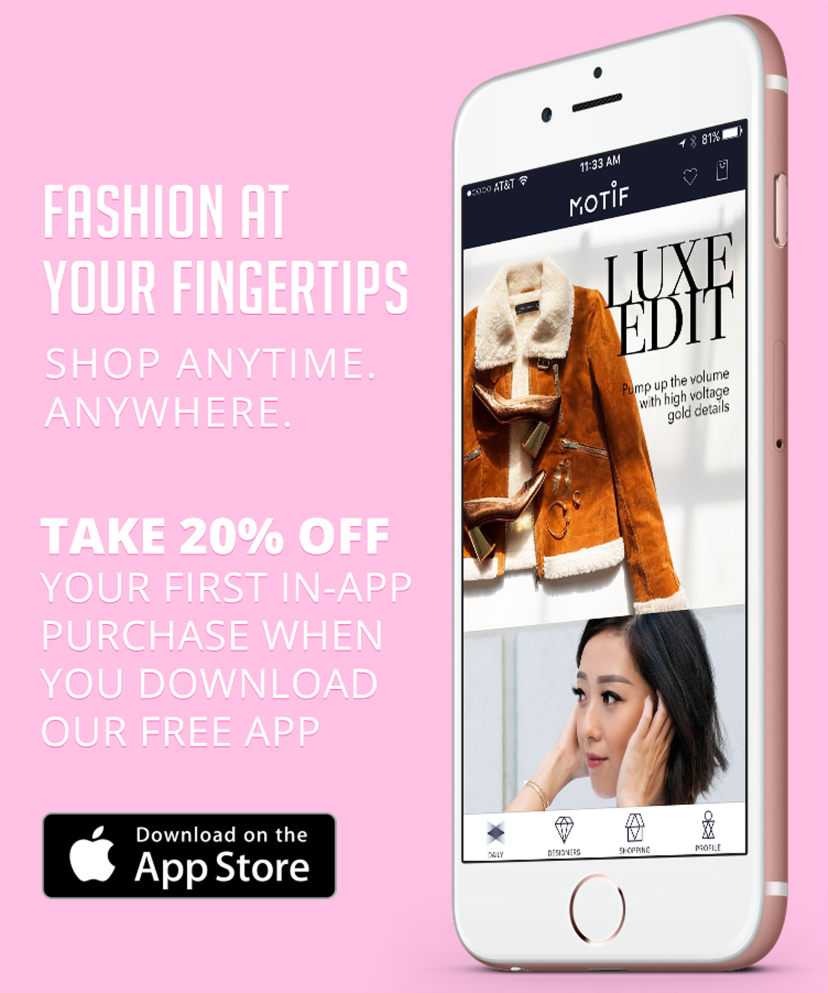 FASHION AT
YOUR FINGERTIPS
SHOP ANYTIME.
ANYWHERE.
TAKE 20% OFF
YOUR FIRST IN-APP
PURCHASE WHEN
YOU DOWNLOAD
OUR FREE APP
Download on the
App Store
AT&T 11:33 AM 81%
MOTIF
LUXE
EDIT
Pump up the volume
with high voltage
gold details
DAILY DESIGNERS SHOPPING PROFILE